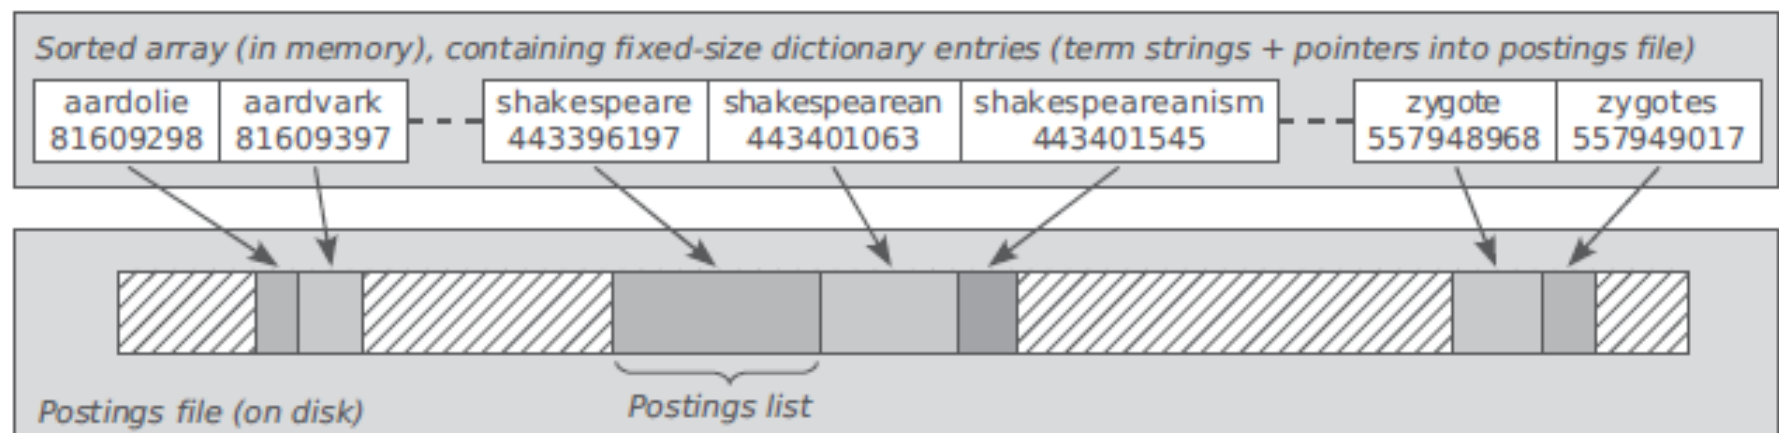 Sorted array (in memory), containing fixed-size dictionary entries (term strings + pointers into postings file)
aardolie aardvark shakespeare shakespearean shakespeareanism zygote zygotes
81609298 81609397 443396197 443401063 443401545 557948968 557949017
Postings file (on disk) Postings list